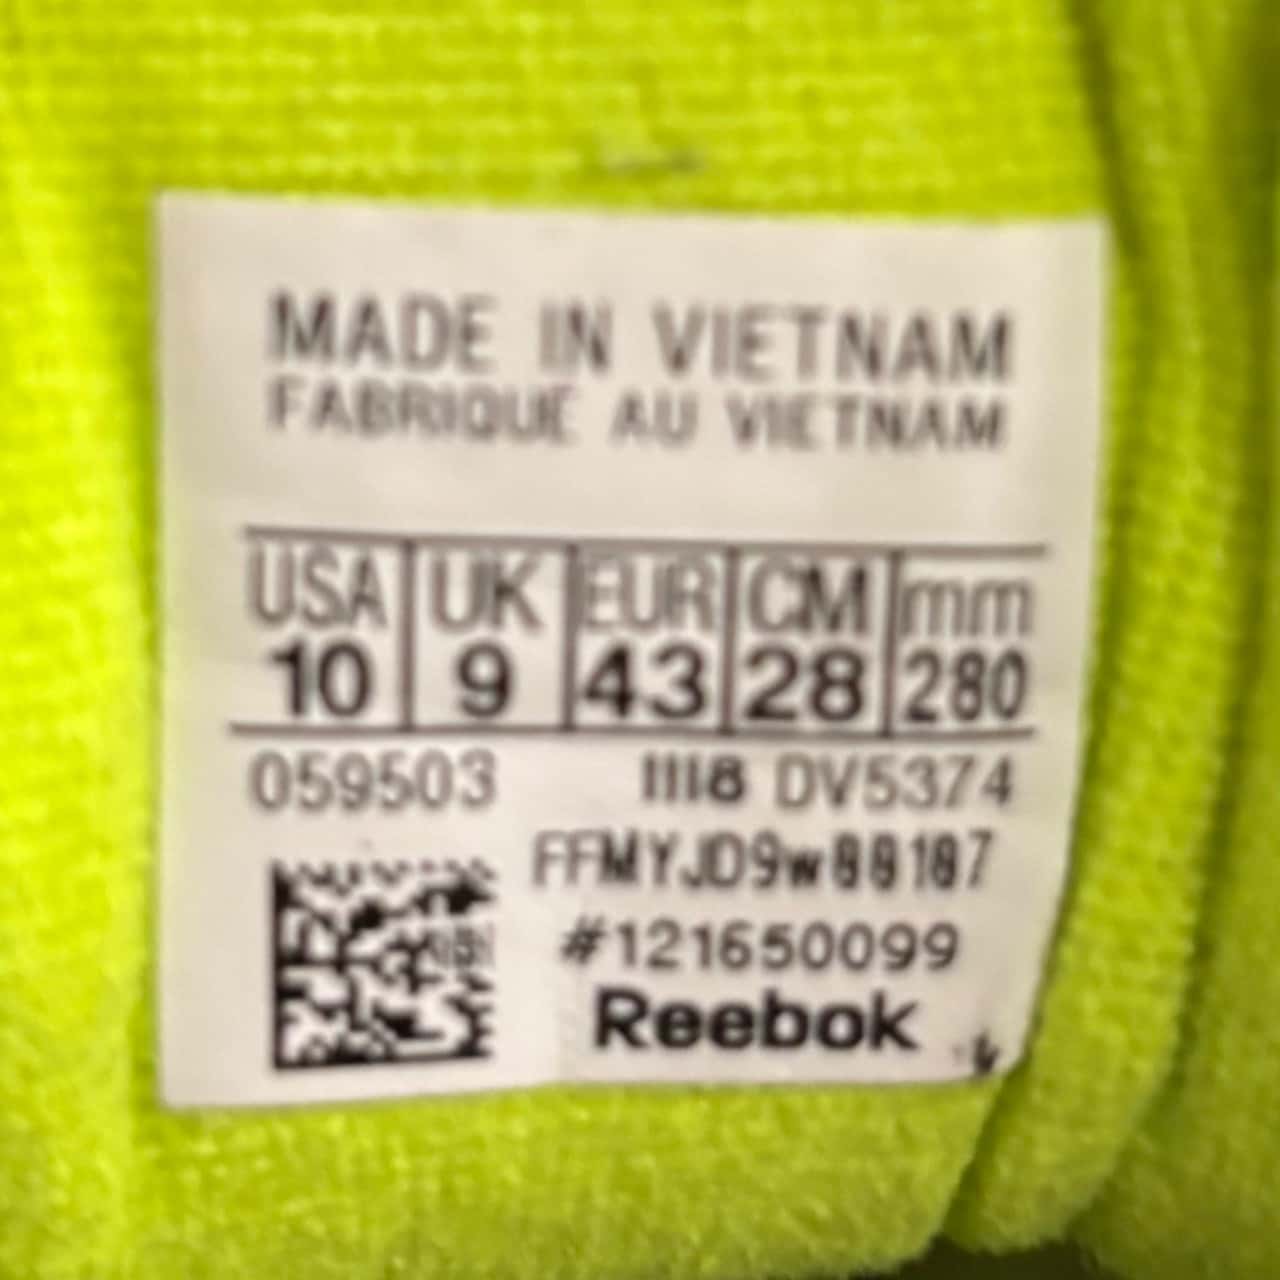 MADE IN VIETNAM
FABRIQUE AU VIETNAM
USA UK EUR CM mm
10 9 43 28 280
059503 1118 DV5374
FFMYJD9w88187
#121650099
Reebok